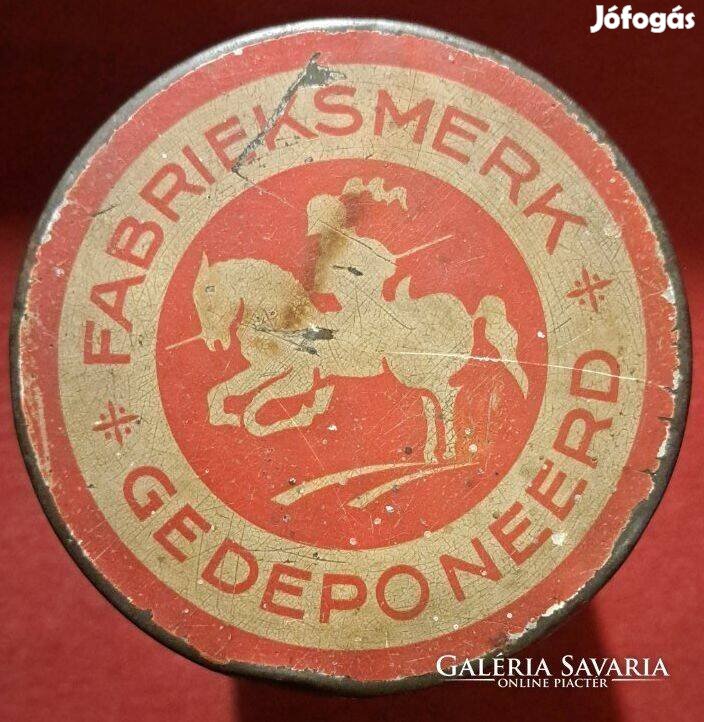 Jófogás
FABRIEKSMERK
GEDEPONEERD
GALÉRIA SAVARIA
ONLINE PIACTÉR